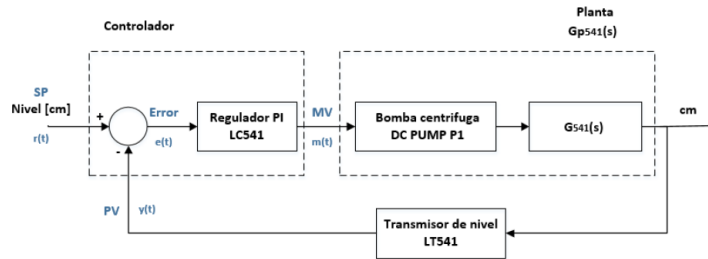 Controlador
Planta
Gp541(s)
SP
Nivel [cm]
r(t)
+
-
Error
e(t)
Regulador PI
LC541
MV
m(t)
Bomba centrifuga
DC PUMP P1
G541(s)
cm
PV
y(t)
Transmisor de nivel
LT541